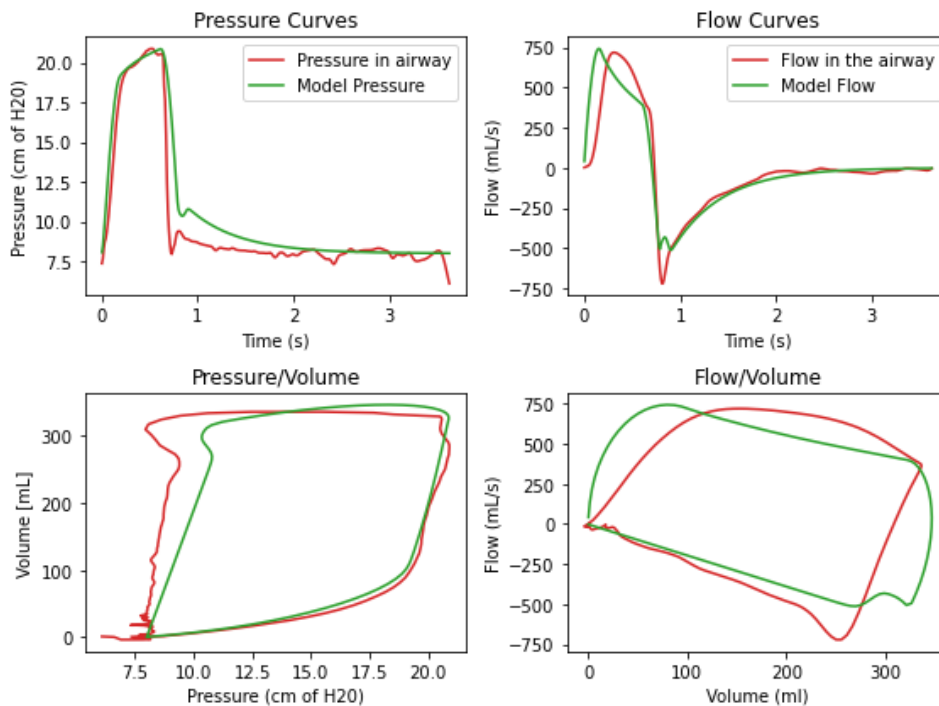 Pressure Curves
Pressure in airway
Model Pressure
Pressure (cm of H20)
20.0
17.5
15.0
12.5
10.0
7.5
0
1
2
3
Time (s)
Flow Curves
Flow in the airway
Model Flow
Flow (mL/s)
750
500
250
0
−250
−500
−750
0
1
2
3
Time (s)
Pressure/Volume
Volume [mL]
300
200
100
0
7.5
10.0
12.5
15.0
17.5
20.0
Pressure (cm of H20)
Flow/Volume
Flow (mL/s)
750
500
250
0
−250
−500
−750
0
100
200
300
Volume (ml)